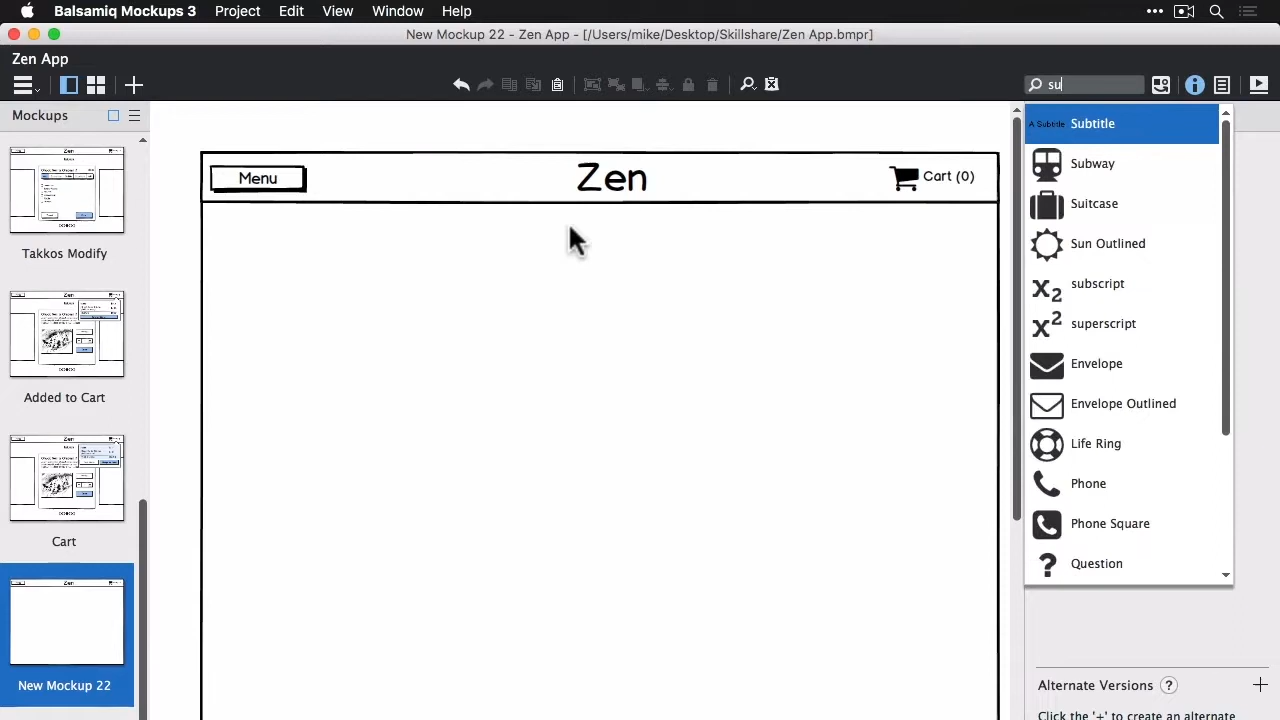 Balsamiq Mockups 3 Project Edit View Window Help
New Mockup 22 - Zen App - [/Users/mike/Desktop/Skillshare/Zen App.bmpr]
Zen App
su
Mockups
Takkos Modify
Added to Cart
Cart
New Mockup 22
Menu
Zen
Cart (0)
A Subtitle Subtitle
Subway
Suitcase
Sun Outlined
X2 subscript
X2 superscript
Envelope
Envelope Outlined
Life Ring
Phone
Phone Square
? Question
Alternate Versions ? +
Click the '+' to create an alternate